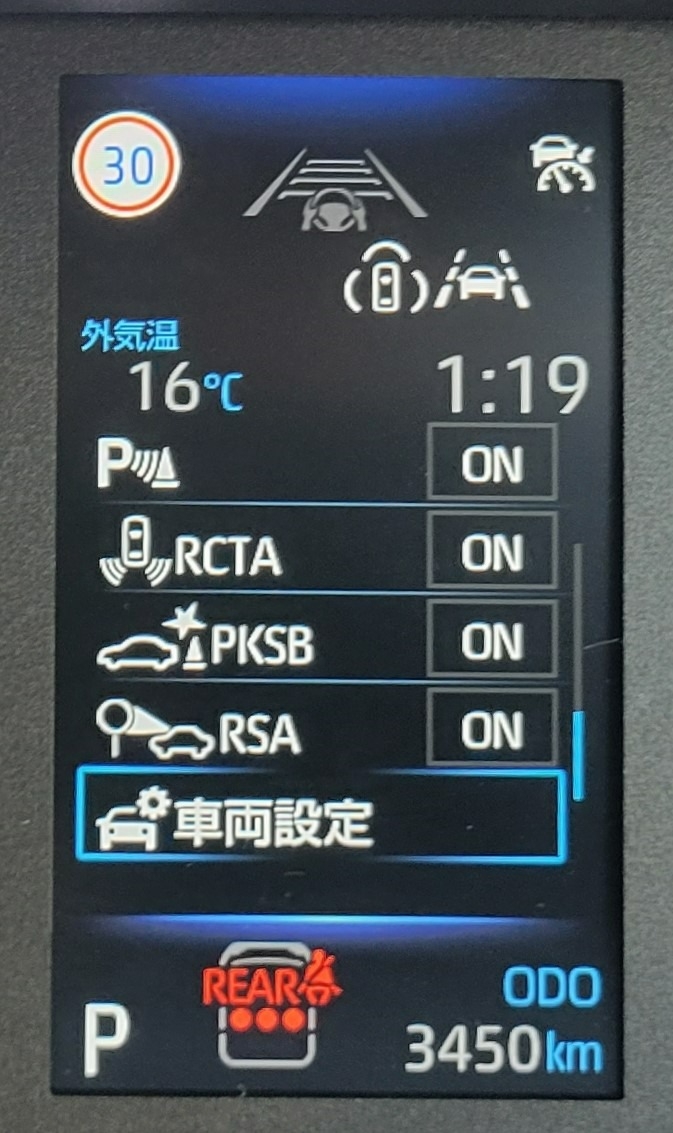 30
外気温
16℃ 1:19
P ON
RCTA ON
PKSB ON
RSA ON
車両設定
REAR
ODO
P 3450km